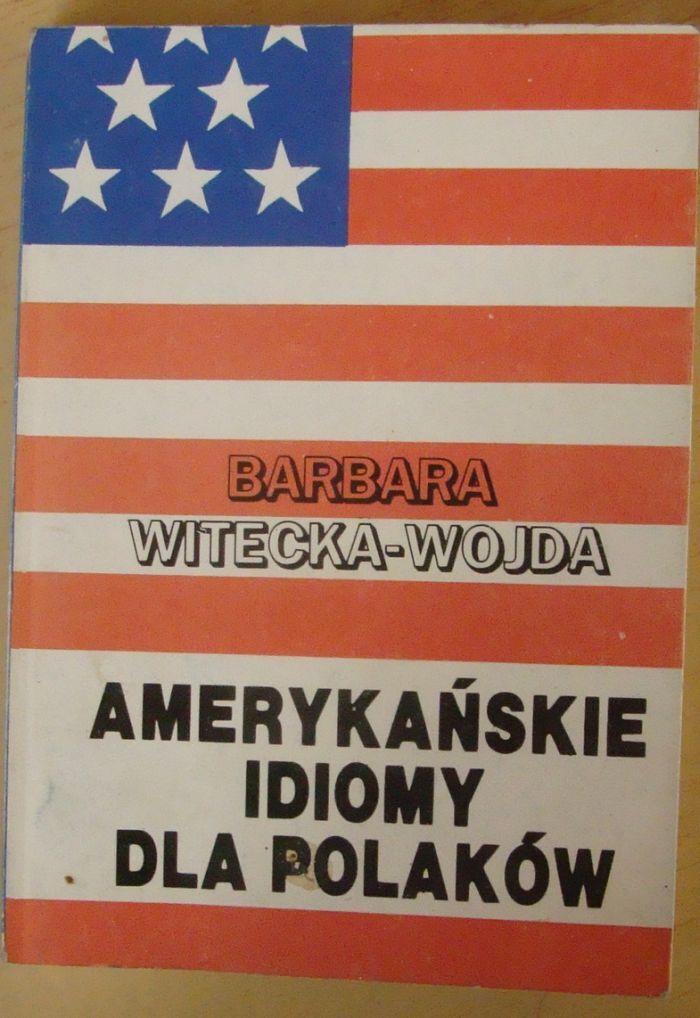 BARBARA
WITECKA-WOJDA
AMERYKAŃSKIE
IDIOMY
DLA POLAKÓW